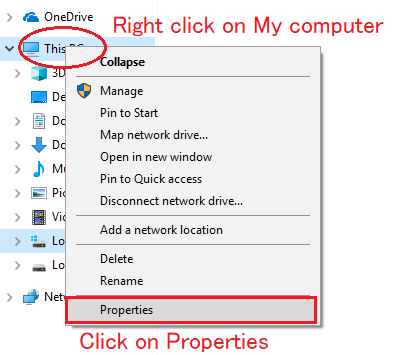 OneDrive
Right click on My computer
This PC
Collapse
3D
Manage
De
Pin to Start
Do
Map network drive...
Do
Open in new window
Mu
Pin to Quick access
Pic
Disconnect network drive...
Vid
Add a network location
Lo
Delete
Lo
Rename
Netw
Properties
Click on Properties